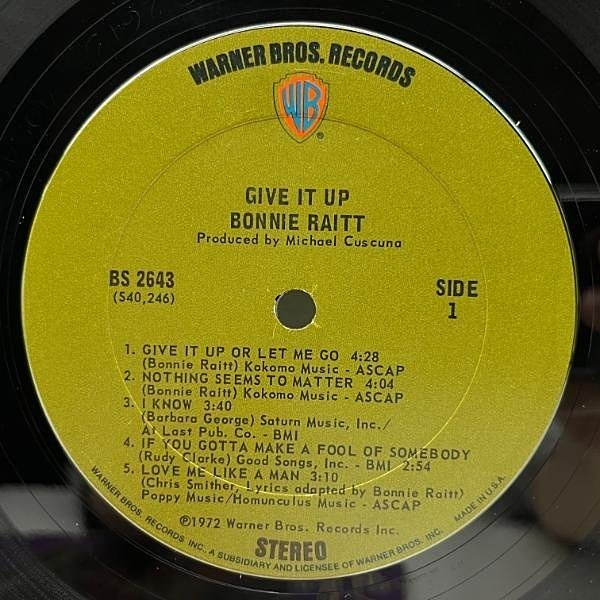 WARNER BROS. RECORDS
WB
®
GIVE IT UP
BONNIE RAITT
Produced by Michael Cuscuna
BS 2643
(S40,246)
SIDE
1
1. GIVE IT UP OR LET ME GO 4:28
(Bonnie Raitt) Kokomo Music - ASCAP
2. NOTHING SEEMS TO MATTER 4:04
(Bonnie Raitt) Kokomo Music - ASCAP
3. I KNOW 3:40
(Barbara George) Saturn Music, Inc./
At Last Pub. Co. - BMI
4. IF YOU GOTTA MAKE A FOOL OF SOMEBODY
(Rudy Clarke) Good Songs, Inc. - BMI 2:54
5. LOVE ME LIKE A MAN 3:10
(Chris Smither, Lyrics adapted by Bonnie Raitt)
Poppy Music/Homunculus Music - ASCAP
℗1972 Warner Bros. Records Inc.
STEREO
WARNER BROS. RECORDS INC., A SUBSIDIARY AND LICENSEE OF WARNER BROS. INC. MADE IN U.S.A.